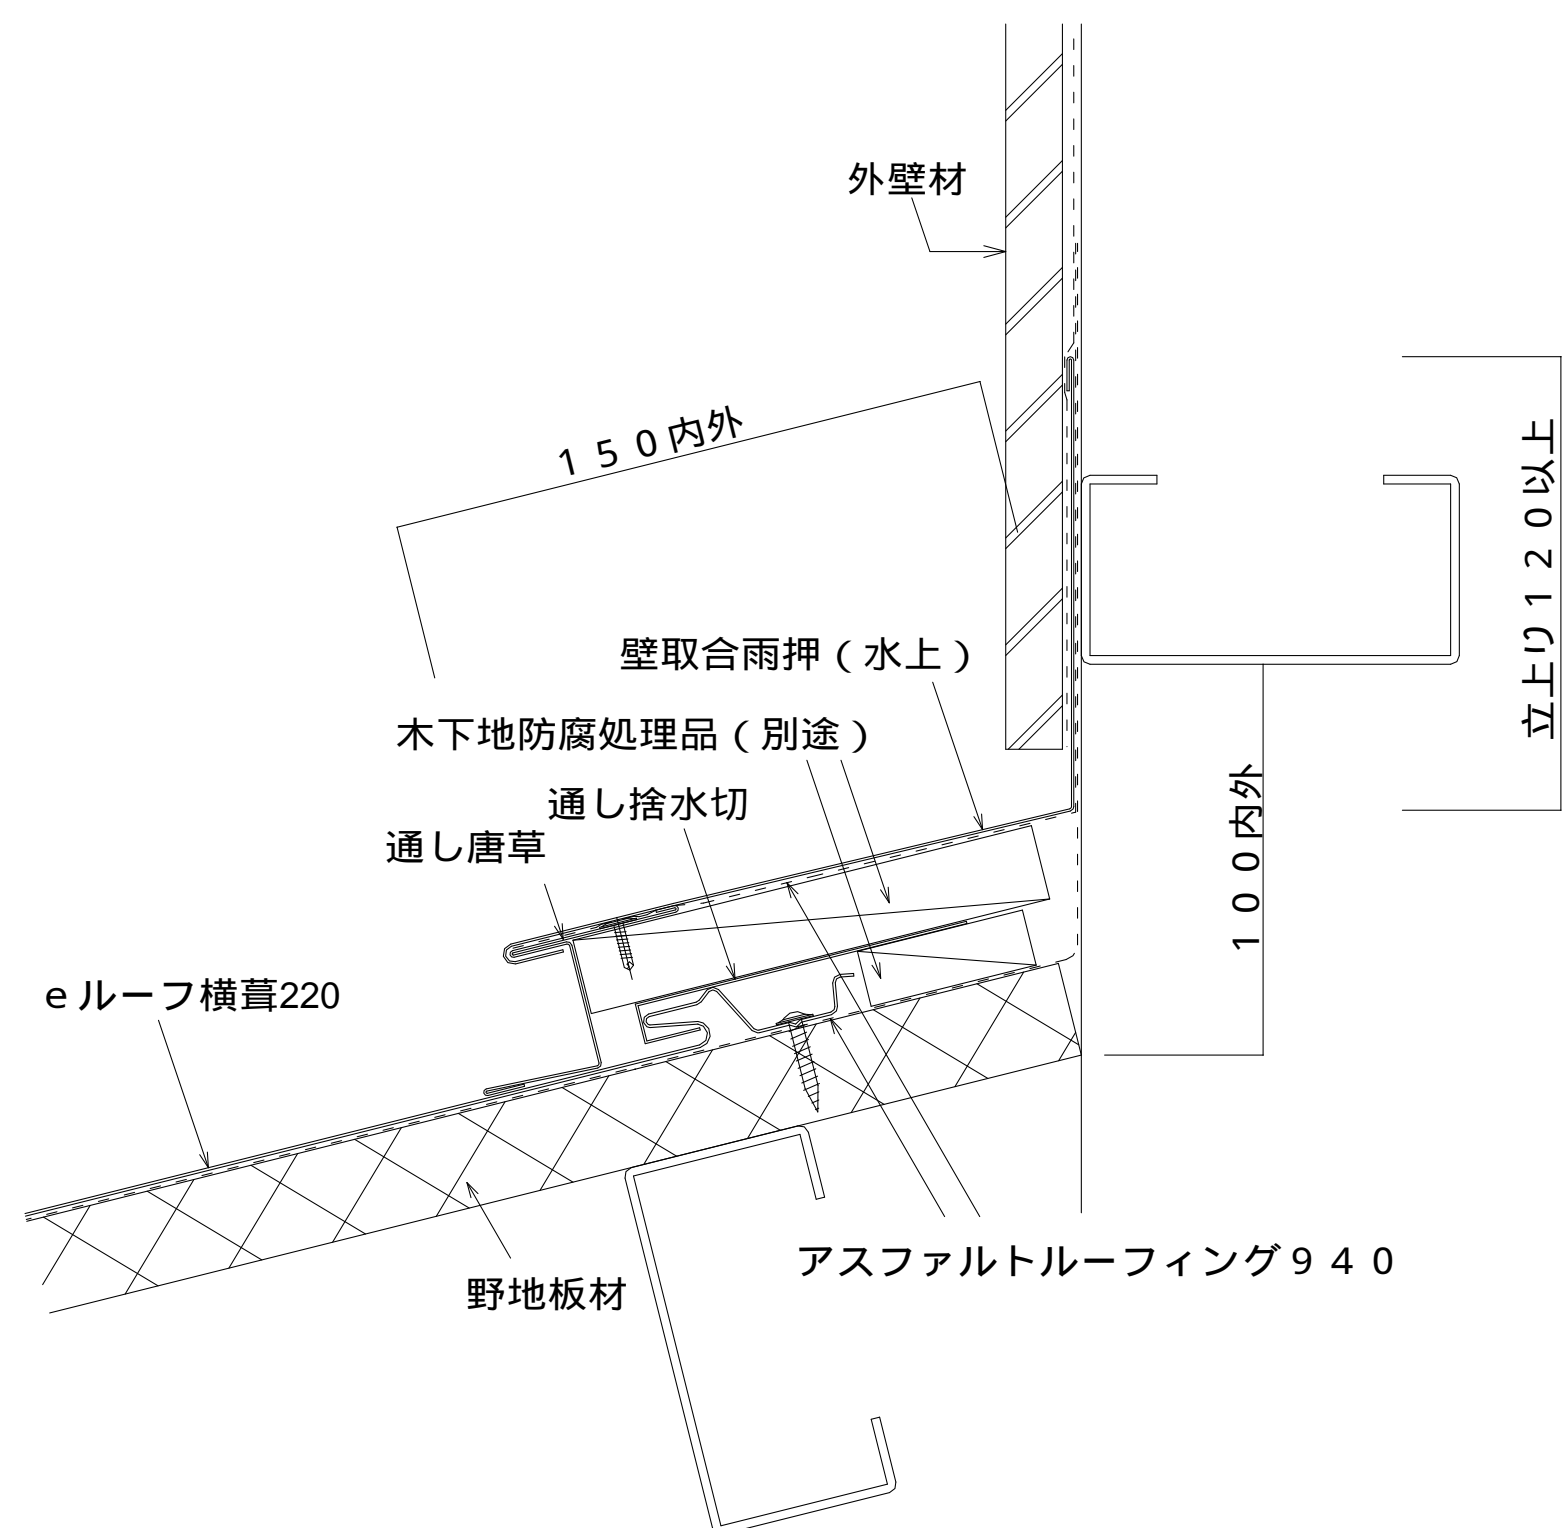 外壁材
１５０内外
立上り１２０以上
壁取合雨押（水上）
木下地防腐処理品（別途）
通し捨水切
通し唐草
１００内外
ｅルーフ横葺220
アスファルトルーフィング９４０
野地板材